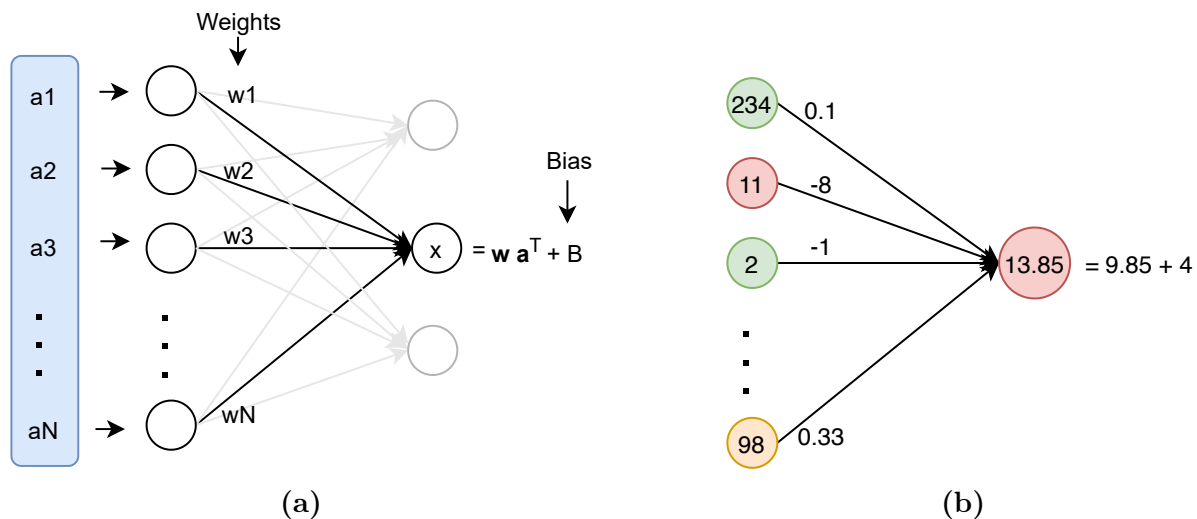 Weights
a1
w1
a2
w2
Bias
a3
w3
x = w a^T + B
aN
wN
(a)
234
0.1
11
-8
2
-1
13.85 = 9.85 + 4
98
0.33
(b)